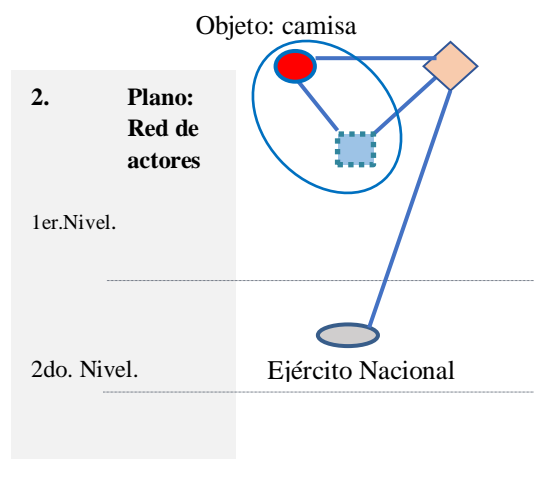 Objeto: camisa
2. Plano:
Red de
actores
1er.Nivel.
2do. Nivel.
Ejército Nacional